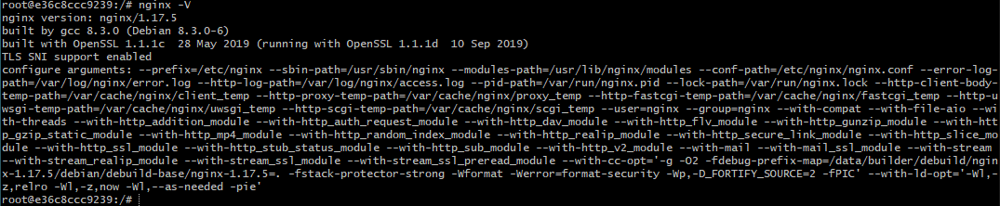 root@e36c8ccc9239:/# nginx -V
nginx version: nginx/1.17.5
built by gcc 8.3.0 (Debian 8.3.0-6)
built with OpenSSL 1.1.1c  28 May 2019 (running with OpenSSL 1.1.1d  10 Sep 2019)
TLS SNI support enabled
configure arguments: --prefix=/etc/nginx --sbin-path=/usr/sbin/nginx --modules-path=/usr/lib/nginx/modules --conf-path=/etc/nginx/nginx.conf --error-log-
path=/var/log/nginx/error.log --http-log-path=/var/log/nginx/access.log --pid-path=/var/run/nginx.pid --lock-path=/var/run/nginx.lock --http-client-body-
temp-path=/var/cache/nginx/client_temp --http-proxy-temp-path=/var/cache/nginx/proxy_temp --http-fastcgi-temp-path=/var/cache/nginx/fastcgi_temp --http-u
wsgi-temp-path=/var/cache/nginx/uwsgi_temp --http-scgi-temp-path=/var/cache/nginx/scgi_temp --user=nginx --group=nginx --with-compat --with-file-aio --wi
th-threads --with-http_addition_module --with-http_auth_request_module --with-http_dav_module --with-http_flv_module --with-http_gunzip_module --with-htt
p_gzip_static_module --with-http_mp4_module --with-http_random_index_module --with-http_realip_module --with-http_secure_link_module --with-http_slice_mo
dule --with-http_ssl_module --with-http_stub_status_module --with-http_sub_module --with-http_v2_module --with-mail --with-mail_ssl_module --with-stream
--with-stream_realip_module --with-stream_ssl_module --with-stream_ssl_preread_module --with-cc-opt='-g -O2 -fdebug-prefix-map=/data/builder/debuild/ngin
x-1.17.5/debian/debuild-base/nginx-1.17.5=. -fstack-protector-strong -Wformat -Werror=format-security -Wp,-D_FORTIFY_SOURCE=2 -fPIC' --with-ld-opt='-Wl,-
z,relro -Wl,-z,now -Wl,--as-needed -pie'
root@e36c8ccc9239:/#